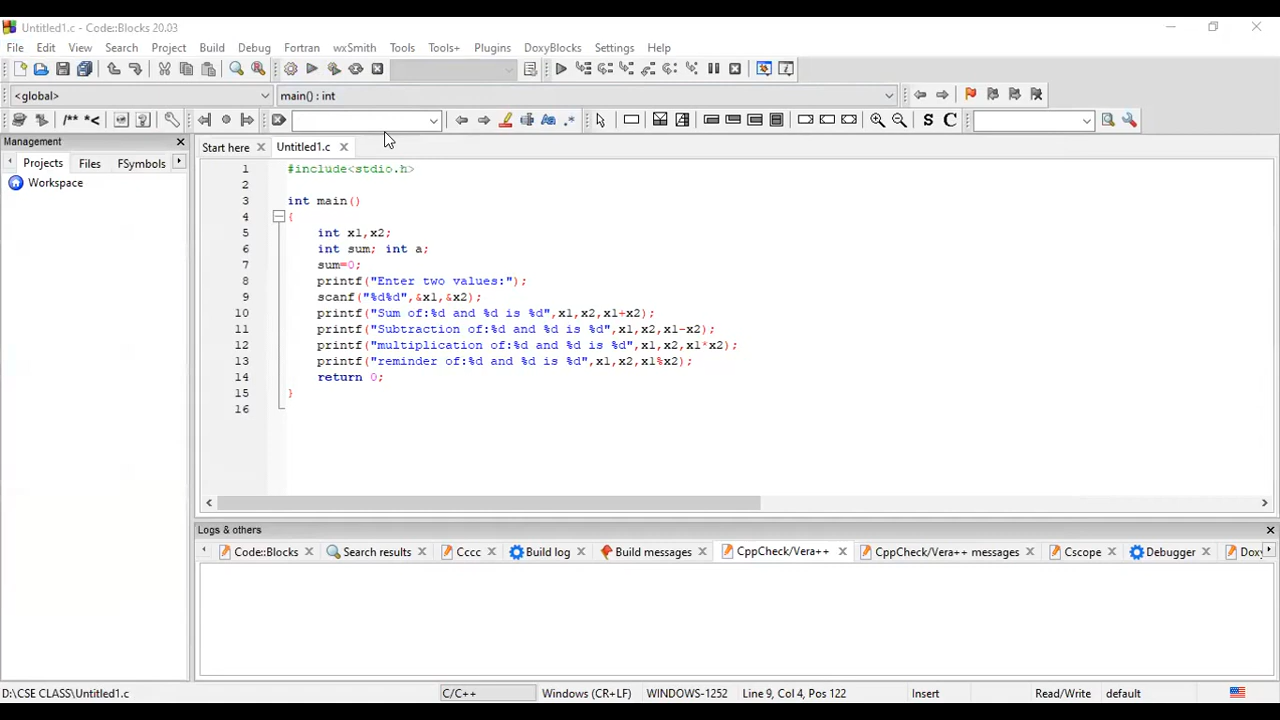 Untitled1.c - Code::Blocks 20.03
File Edit View Search Project Build Debug Fortran wxSmith Tools Tools+ Plugins DoxyBlocks Settings Help
<global> main() : int
/** *< S C
Management
Projects Files FSymbols
Workspace
Start here Untitled1.c
1 #include<stdio.h>
2
3 int main()
4 {
5 int x1,x2;
6 int sum; int a;
7 sum=0;
8 printf("Enter two values:");
9 scanf("%d%d",&x1,&x2);
10 printf("Sum of:%d and %d is %d",x1,x2,x1+x2);
11 printf("Subtraction of:%d and %d is %d",x1,x2,x1-x2);
12 printf("multiplication of:%d and %d is %d",x1,x2,x1*x2);
13 printf("reminder of:%d and %d is %d",x1,x2,x1%x2);
14 return 0;
15 }
16
Logs & others
Code::Blocks Search results Cccc Build log Build messages CppCheck/Vera++ CppCheck/Vera++ messages Cscope Debugger Doxy
D:\CSE CLASS\Untitled1.c C/C++ Windows (CR+LF) WINDOWS-1252 Line 9, Col 4, Pos 122 Insert Read/Write default